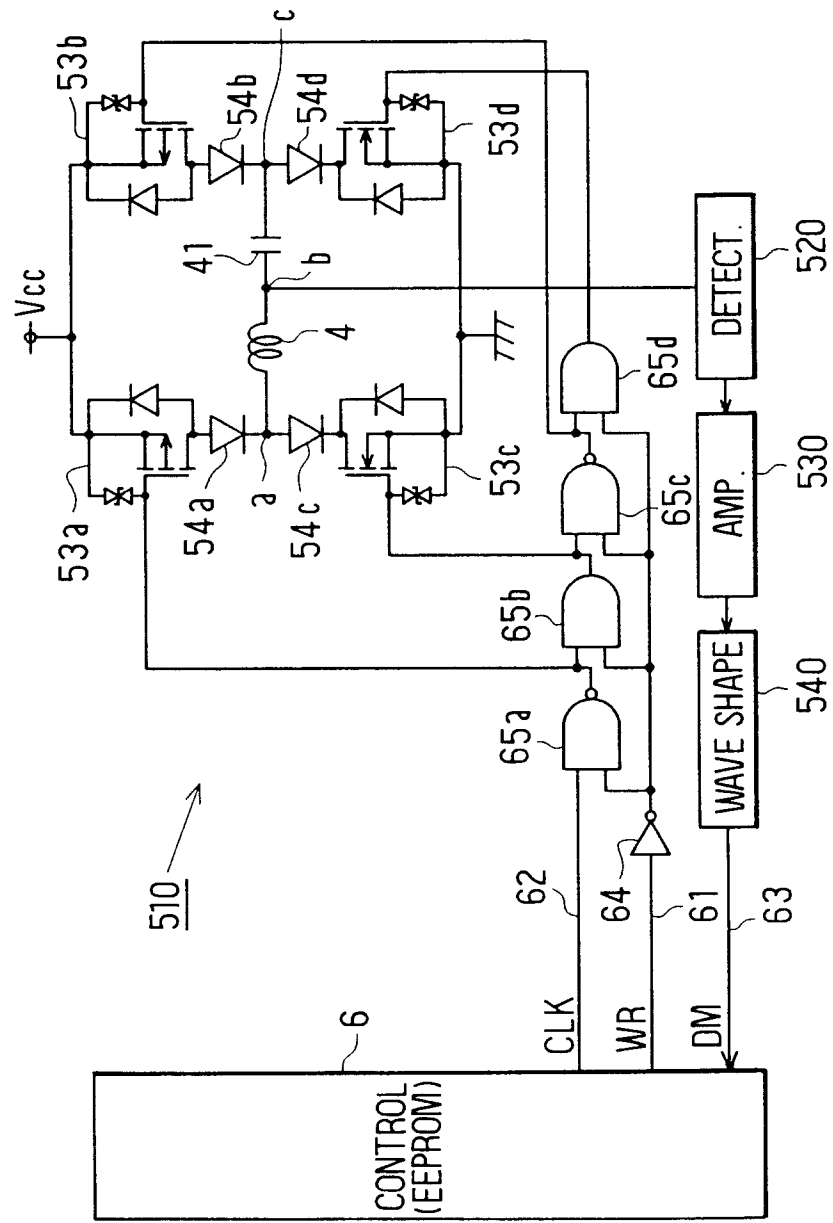 Vcc
53a
53b
54a
54b
a
4
b
41
c
54c
54d
53c
53d
510
65a
65b
65c
65d
6
CONTROL
(EEPROM)
CLK
62
WR
64
61
DM
63
WAVE SHAPE
540
AMP.
530
DETECT.
520